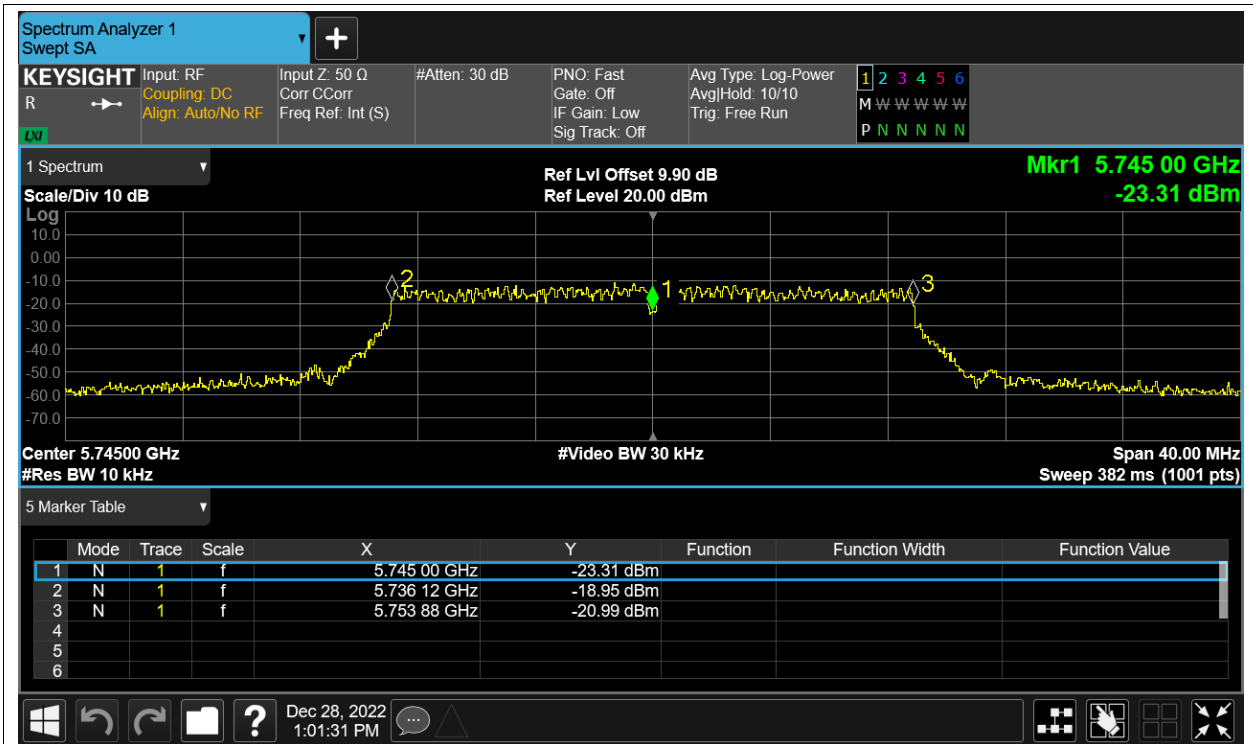 Spectrum Analyzer 1
Swept SA
KEYSIGHT
R
LXI
Input: RF
Coupling: DC
Align: Auto/No RF
Input Z: 50 Ω
Corr CCorr
Freq Ref: Int (S)
#Atten: 30 dB
PNO: Fast
Gate: Off
IF Gain: Low
Sig Track: Off
Avg Type: Log-Power
Avg|Hold: 10/10
Trig: Free Run
1 2 3 4 5 6
M W W W W W
P N N N N N
1 Spectrum
Scale/Div 10 dB
Ref Lvl Offset 9.90 dB
Ref Level 20.00 dBm
Mkr1 5.745 00 GHz
-23.31 dBm
Log
10.0
0.00
-10.0
-20.0
-30.0
-40.0
-50.0
-60.0
-70.0
2
1
3
Center 5.74500 GHz
#Res BW 10 kHz
#Video BW 30 kHz
Span 40.00 MHz
Sweep 382 ms (1001 pts)
5 Marker Table
Mode Trace Scale X Y Function Function Width Function Value
1 N 1 f 5.745 00 GHz -23.31 dBm
2 N 1 f 5.736 12 GHz -18.95 dBm
3 N 1 f 5.753 88 GHz -20.99 dBm
4
5
6
?
Dec 28, 2022
1:01:31 PM